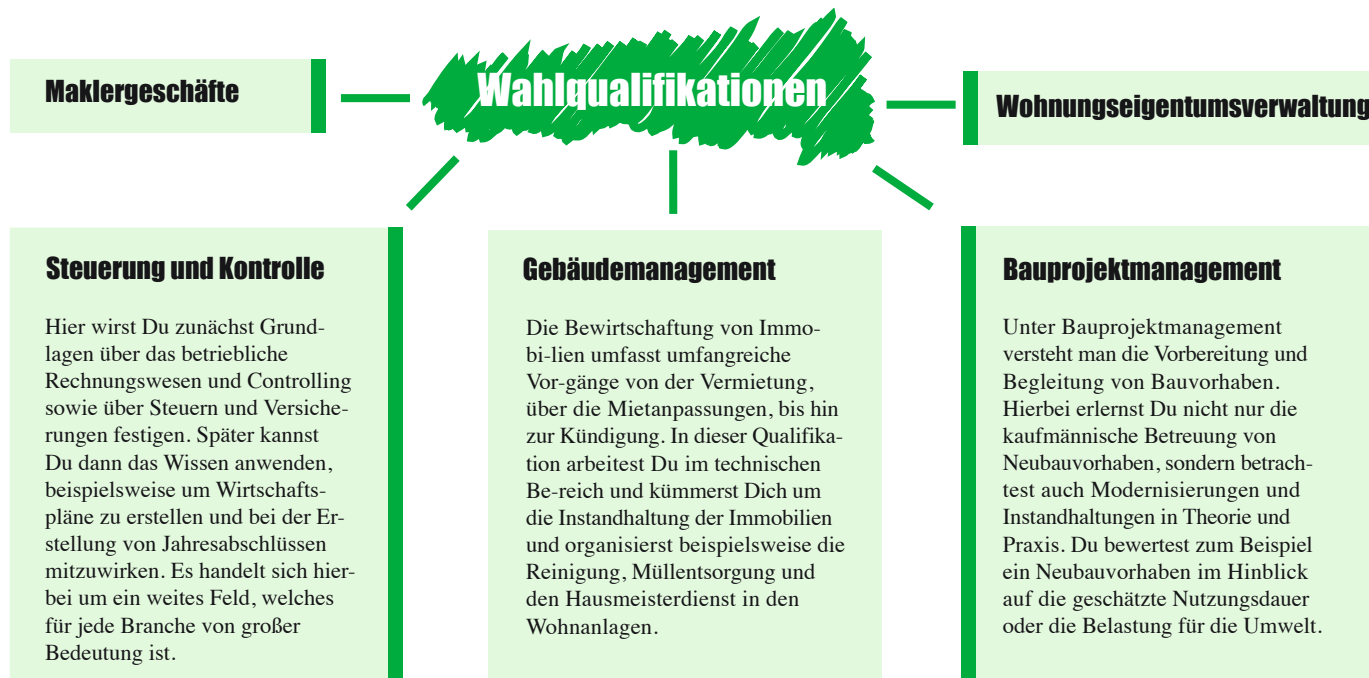 Wahlqualifikationen
Maklergeschäfte
Wohnungseigentumsverwaltung
Steuerung und Kontrolle
Hier wirst Du zunächst Grund-
lagen über das betriebliche
Rechnungswesen und Controlling
sowie über Steuern und Versiche-
rungen festigen. Später kannst
Du dann das Wissen anwenden,
beispielsweise um Wirtschafts-
pläne zu erstellen und bei der Er-
stellung von Jahresabschlüssen
mitzuwirken. Es handelt sich hier-
bei um ein weites Feld, welches
für jede Branche von großer
Bedeutung ist.
Gebäudemanagement
Die Bewirtschaftung von Immo-
bi-lien umfasst umfangreiche
Vor-gänge von der Vermietung,
über die Mietanpassungen, bis hin
zur Kündigung. In dieser Qualifika-
tion arbeitest Du im technischen
Be-reich und kümmerst Dich um
die Instandhaltung der Immobilien
und organisierst beispielsweise die
Reinigung, Müllentsorgung und
den Hausmeisterdienst in den
Wohnanlagen.
Bauprojektmanagement
Unter Bauprojektmanagement
versteht man die Vorbereitung und
Begleitung von Bauvorhaben.
Hierbei erlernst Du nicht nur die
kaufmännische Betreuung von
Neubauvorhaben, sondern betrach-
test auch Modernisierungen und
Instandhaltungen in Theorie und
Praxis. Du bewertest zum Beispiel
ein Neubauvorhaben im Hinblick
auf die geschätzte Nutzungsdauer
oder die Belastung für die Umwelt.